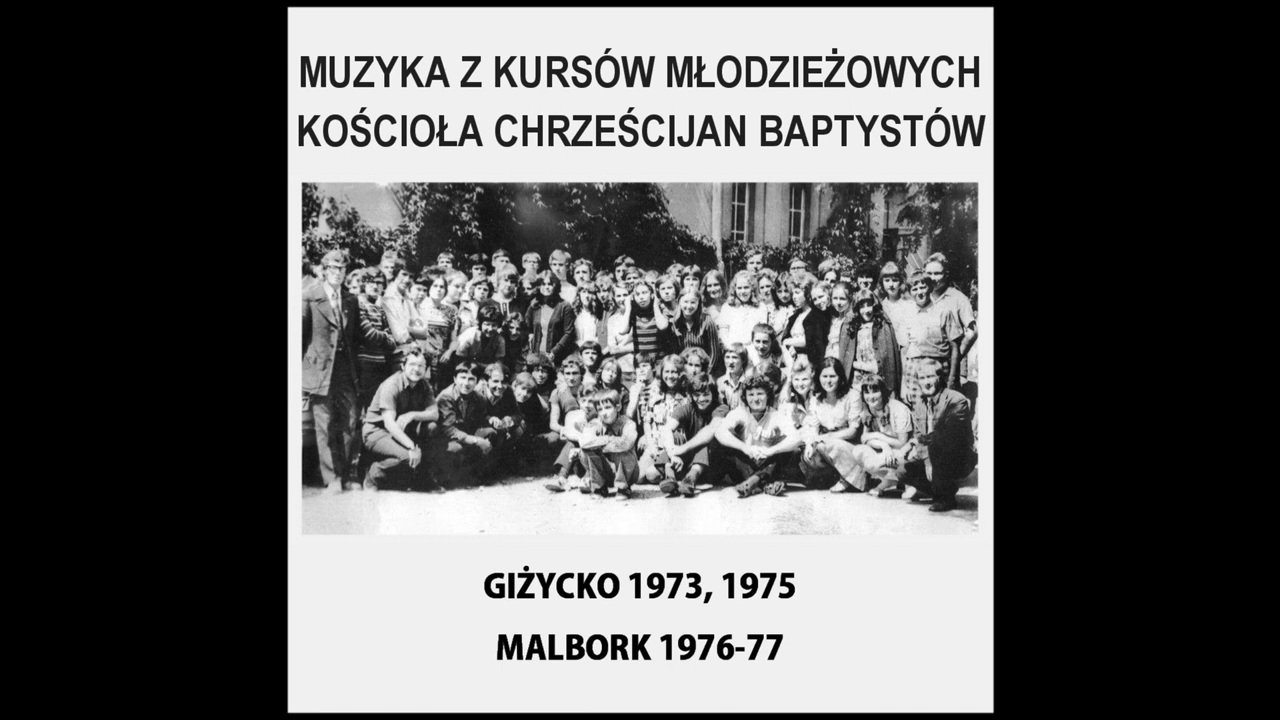 MUZYKA Z KURSÓW MŁODZIEŻOWYCH
KOŚCIOŁA CHRZEŚCIJAN BAPTYSTÓW
GIŻYCKO 1973, 1975
MALBORK 1976-77